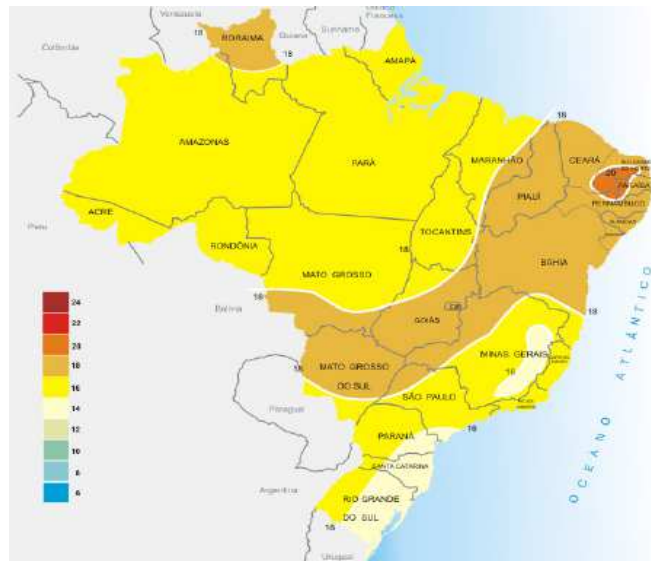 Venezuela
Colômbia
18
RORAIMA
18
Guiana
Suriname
AMAPÁ
AMAZONAS
PARÁ
MARANHÃO
18
CEARÁ
20
PARAÍBA
PIAUÍ
PERNAMBUCO
ACRE
Peru
RONDÔNIA
TOCANTINS
18
MATO GROSSO
BAHIA
18
Bolívia
GOIÁS
DF
18
MINAS GERAIS
16
18
MATO GROSSO
DO SUL
SÃO PAULO
Paraguai
PARANÁ
16
SANTA CATARINA
Argentina
RIO GRANDE
DO SUL
16
Uruguai
OCEANO ATLÂNTICO
24
22
20
18
16
14
12
10
8
6